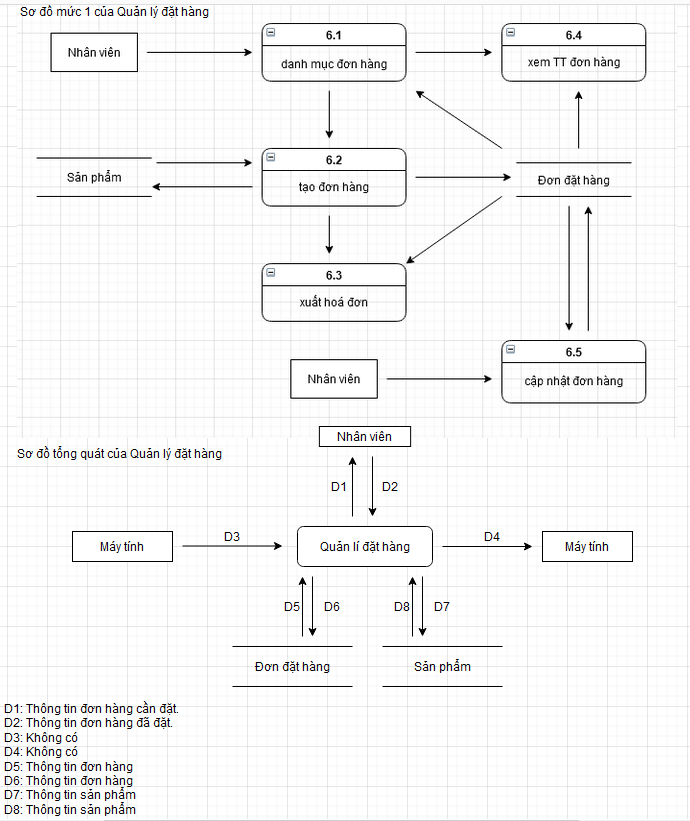 Sơ đồ mức 1 của Quản lý đặt hàng
Nhân viên
6.1
danh mục đơn hàng
6.4
xem TT đơn hàng
Sản phẩm
6.2
tạo đơn hàng
Đơn đặt hàng
6.3
xuất hoá đơn
Nhân viên
6.5
cập nhật đơn hàng
Sơ đồ tổng quát của Quản lý đặt hàng
Nhân viên
D1
D2
Máy tính
D3
Quản lí đặt hàng
D4
Máy tính
D5
D6
D8
D7
Đơn đặt hàng
Sản phẩm
D1: Thông tin đơn hàng cần đặt.
D2: Thông tin đơn hàng đã đặt.
D3: Không có
D4: Không có
D5: Thông tin đơn hàng
D6: Thông tin đơn hàng
D7: Thông tin sản phẩm
D8: Thông tin sản phẩm